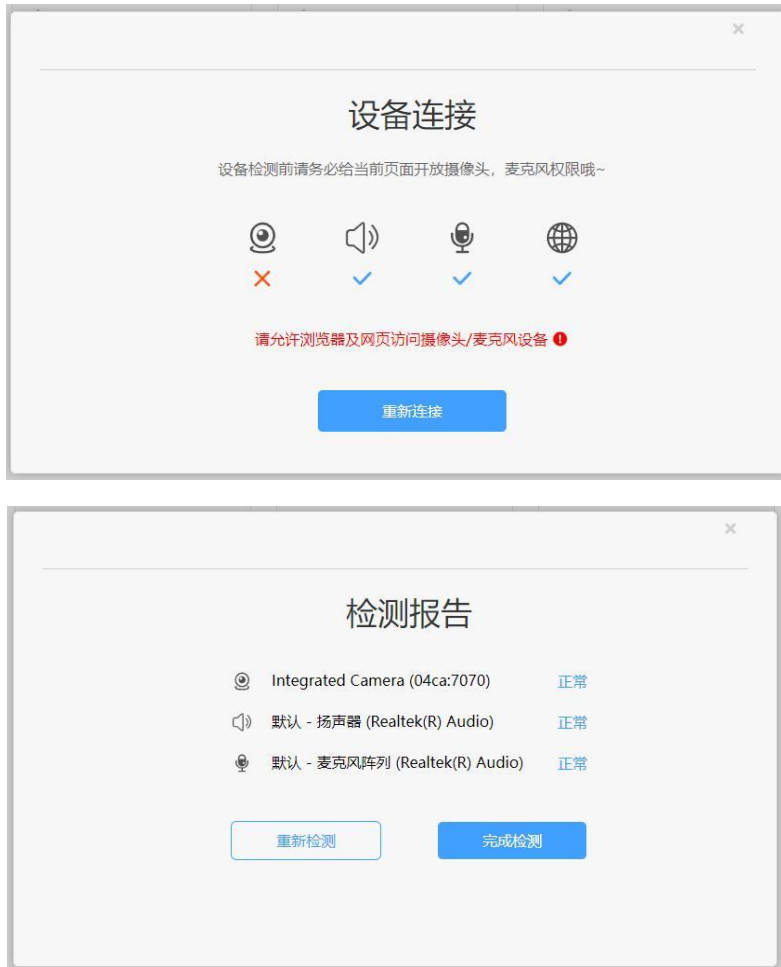 设备连接
设备检测前请务必给当前页面开放摄像头，麦克风权限哦~
请允许浏览器及网页访问摄像头/麦克风设备
重新连接
检测报告
Integrated Camera (04ca:7070) 正常
默认 - 扬声器 (Realtek(R) Audio) 正常
默认 - 麦克风阵列 (Realtek(R) Audio) 正常
重新检测 完成检测